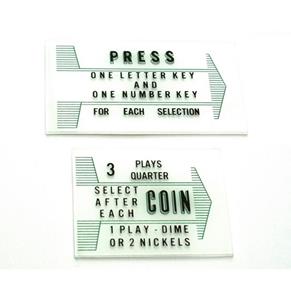 PRESS
ONE LETTER KEY
AND
ONE NUMBER KEY
FOR EACH SELECTION
3 PLAYS
QUARTER
SELECT
AFTER
EACH
COIN
1 PLAY - DIME
OR 2 NICKELS